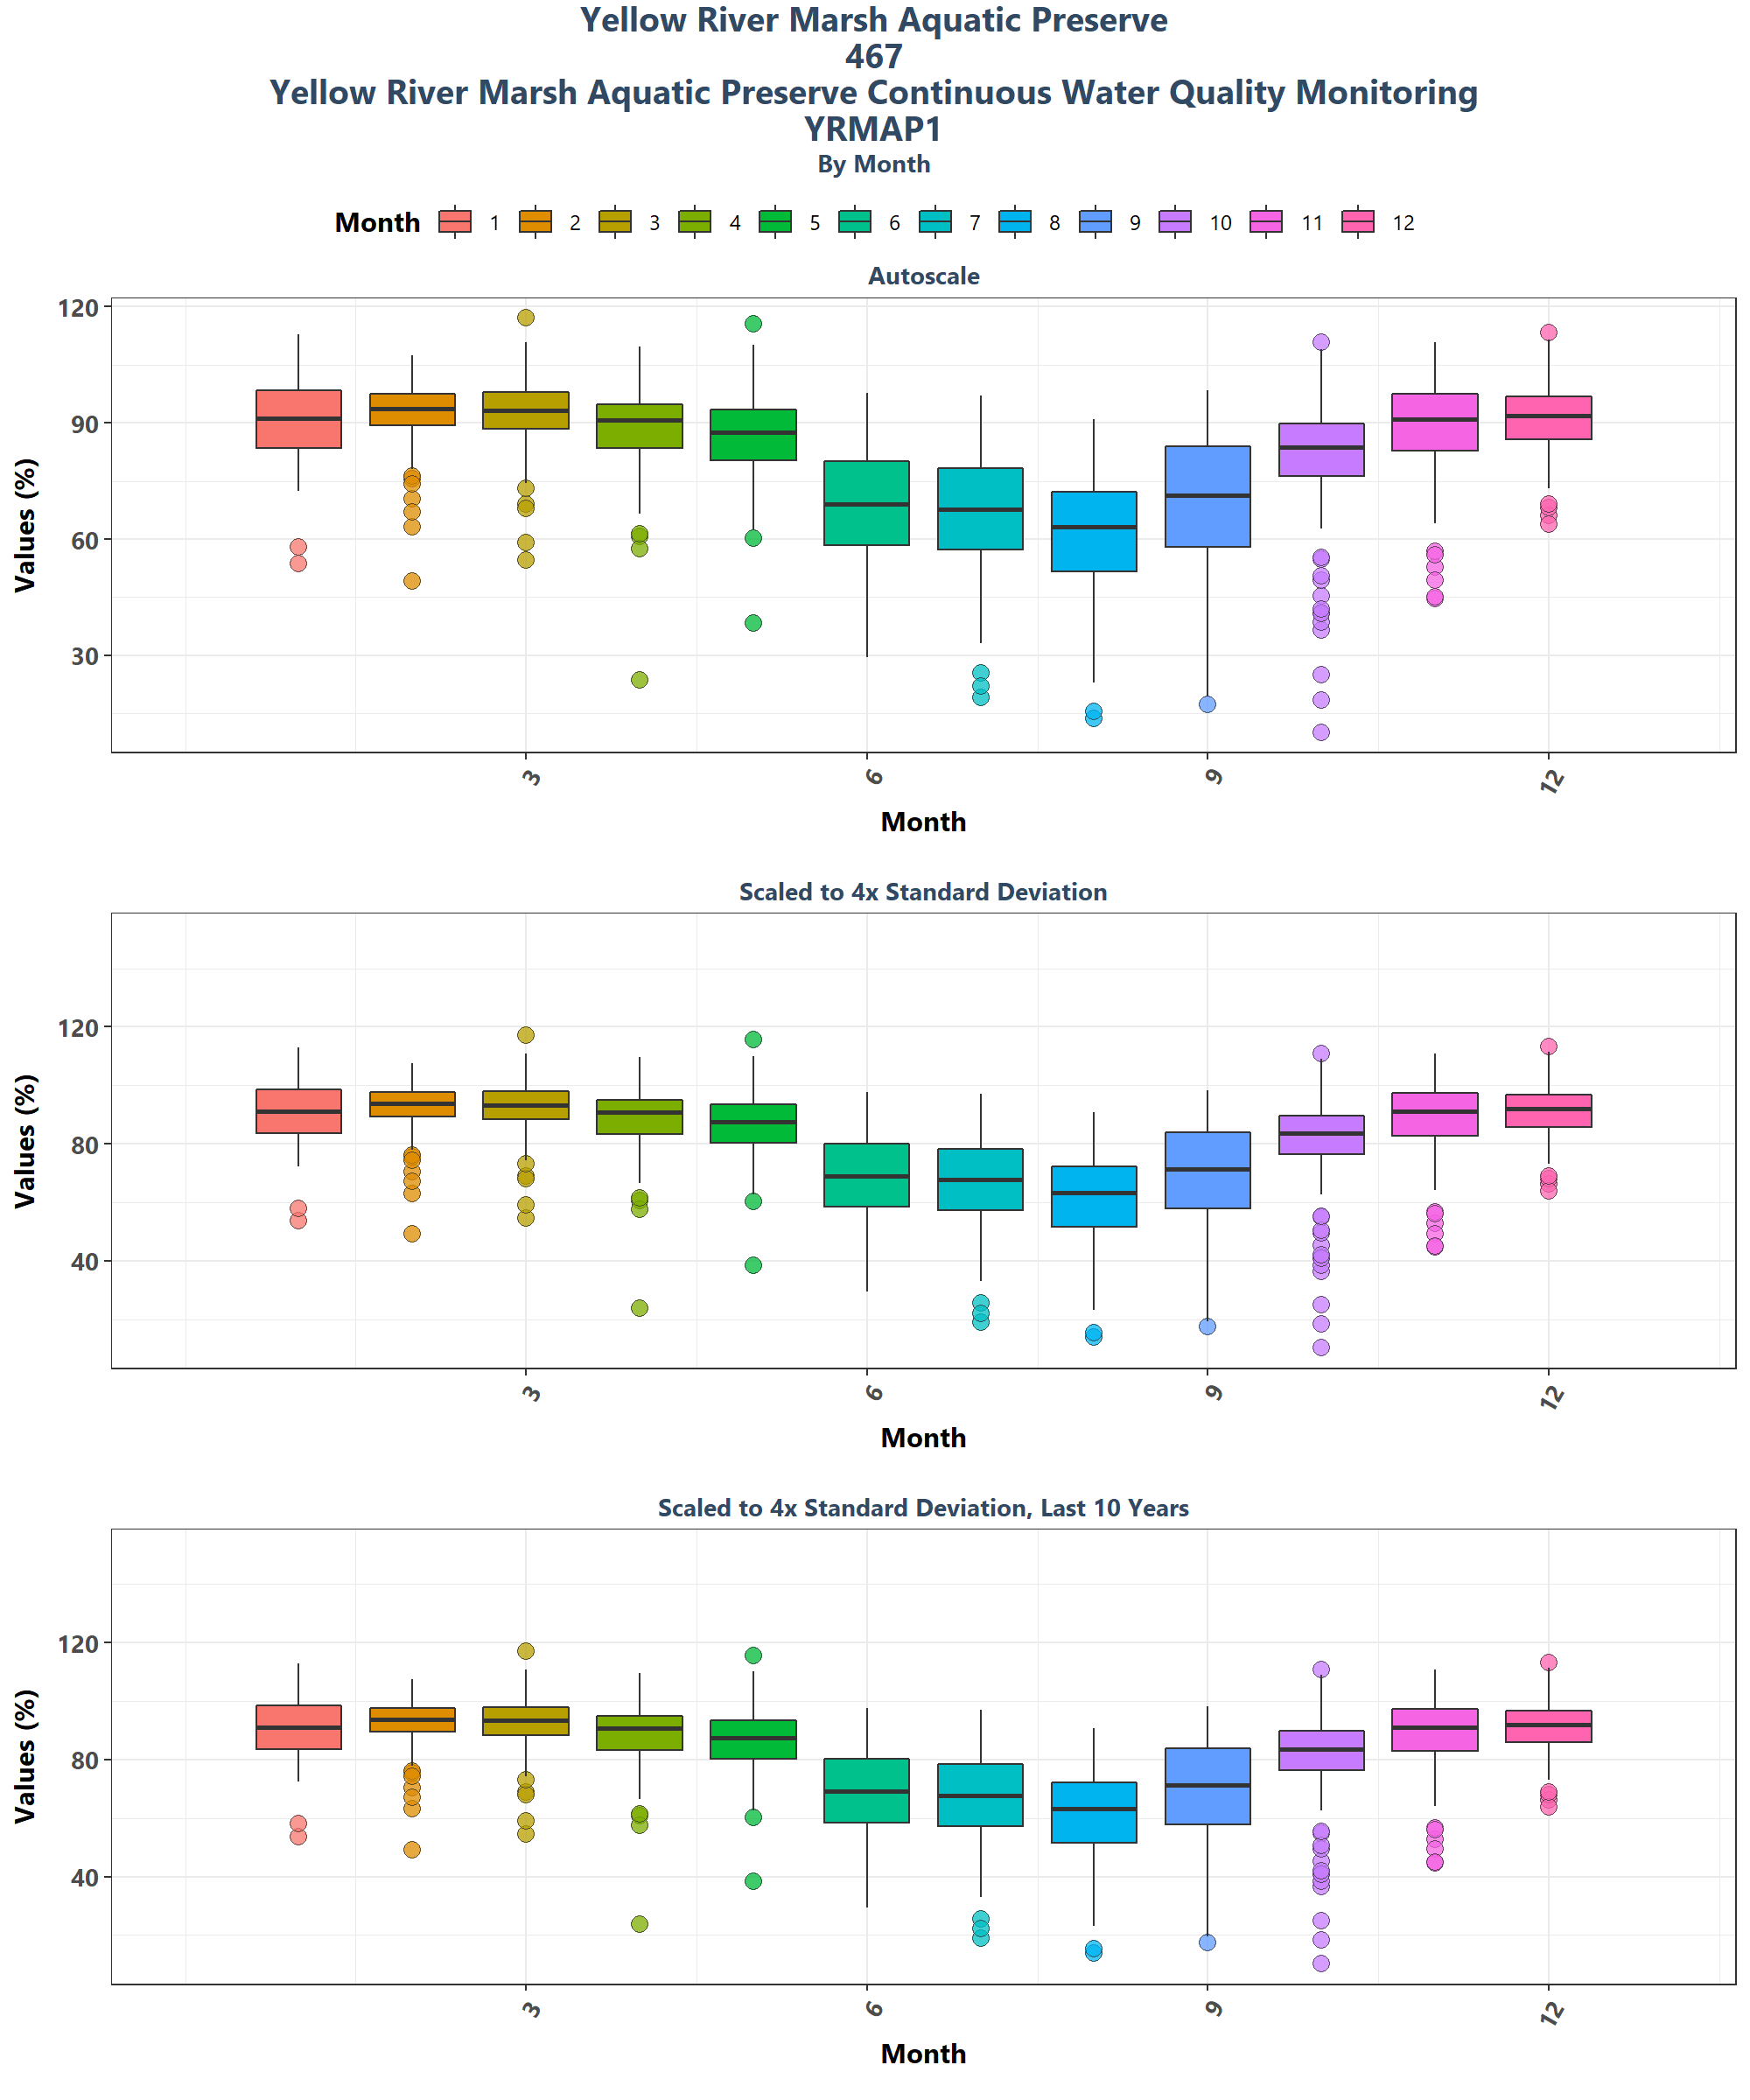 Yellow River Marsh Aquatic Preserve
467
Yellow River Marsh Aquatic Preserve Continuous Water Quality Monitoring
YRMAP1
By Month
Month 1 2 3 4 5 6 7 8 9 10 11 12
Autoscale
Values (%)
120
90
60
30
3 6 9 12
Month
Scaled to 4x Standard Deviation
Values (%)
120
80
40
3 6 9 12
Month
Scaled to 4x Standard Deviation, Last 10 Years
Values (%)
120
80
40
3 6 9 12
Month